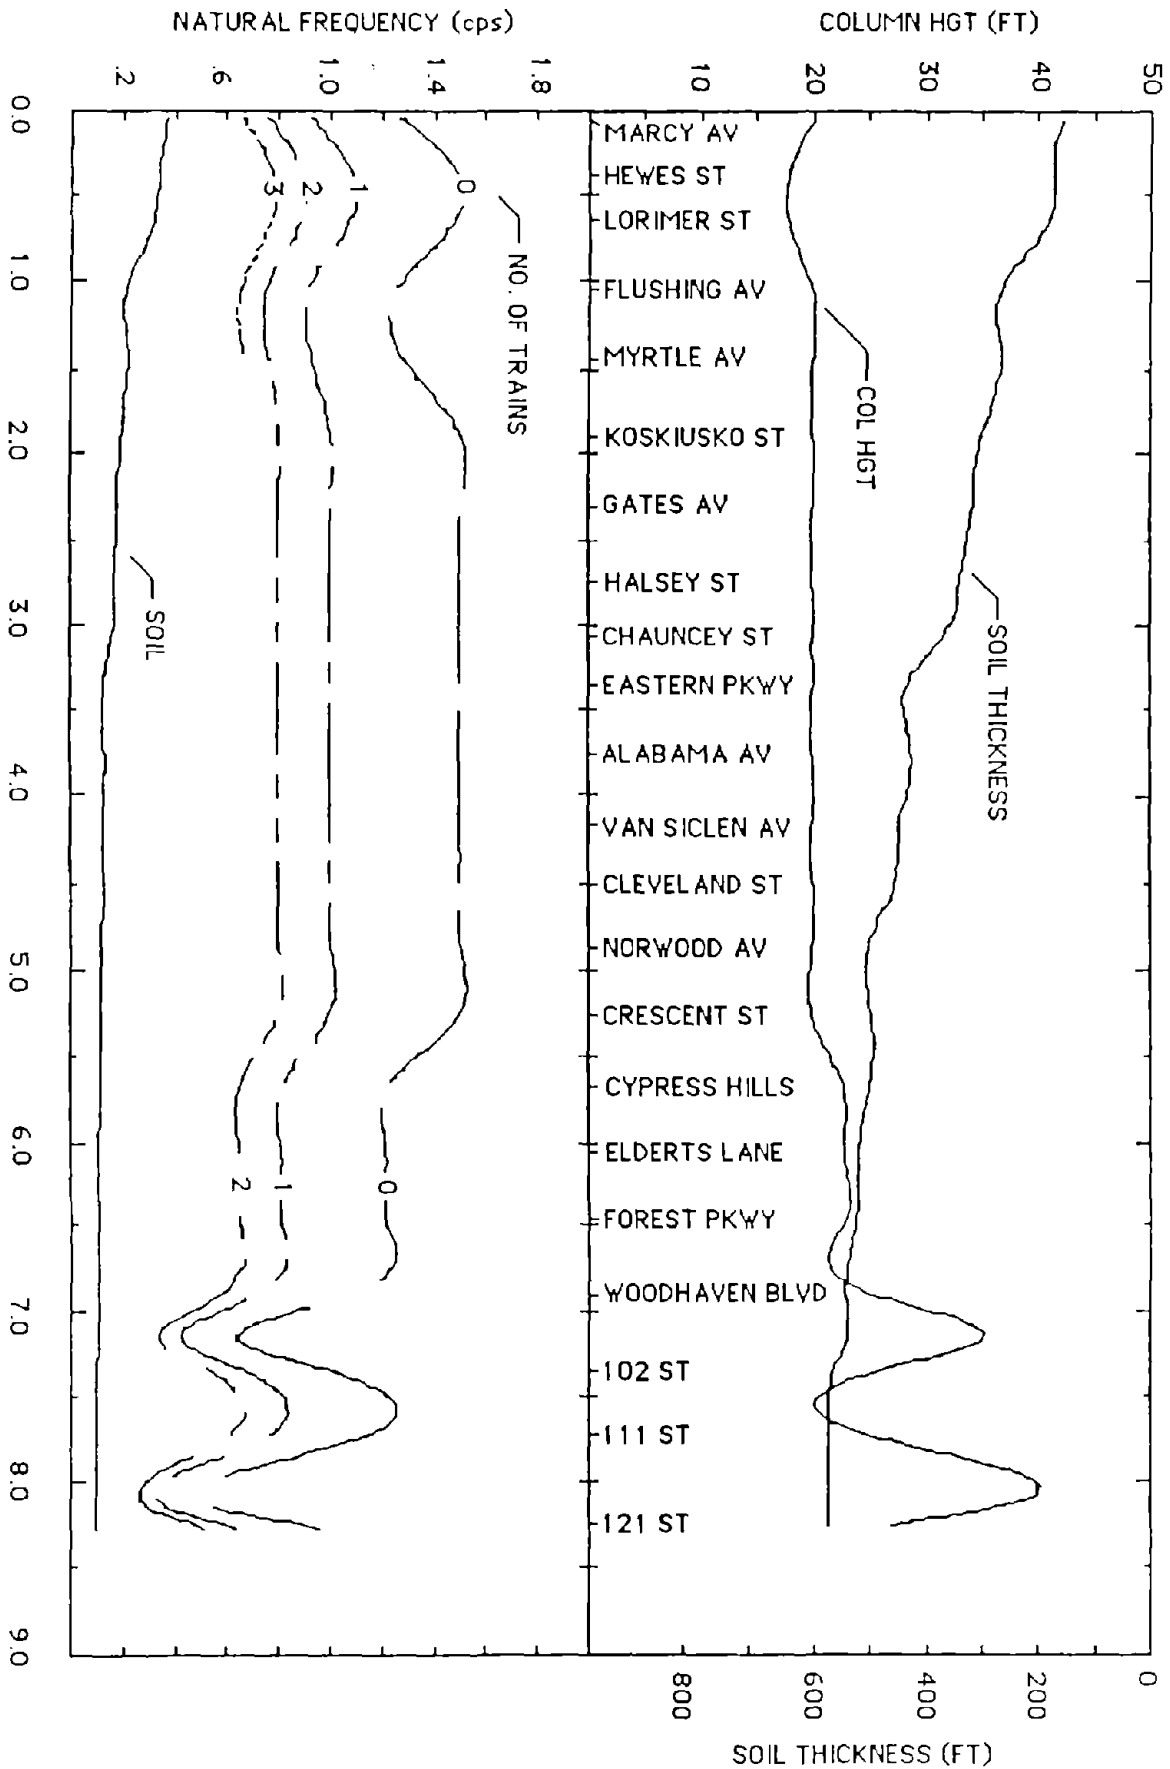 NATURAL FREQUENCY (cps)
COLUMN HGT (FT)
.2
.6
1.0
1.4
1.8
10
20
30
40
50
0.0
1.0
2.0
3.0
4.0
5.0
6.0
7.0
8.0
9.0
3
2
1
0
NO. OF TRAINS
SOIL
2
1
0
MARCY AV
HEWES ST
LORIMER ST
FLUSHING AV
MYRTLE AV
KOSKIUSKO ST
GATES AV
HALSEY ST
CHAUNCEY ST
EASTERN PKWY
ALABAMA AV
VAN SICLEN AV
CLEVELAND ST
NORWOOD AV
CRESCENT ST
CYPRESS HILLS
ELDERTS LANE
FOREST PKWY
WOODHAVEN BLVD
102 ST
111 ST
121 ST
COL HGT
SOIL THICKNESS
800
600
400
200
0
SOIL THICKNESS (FT)